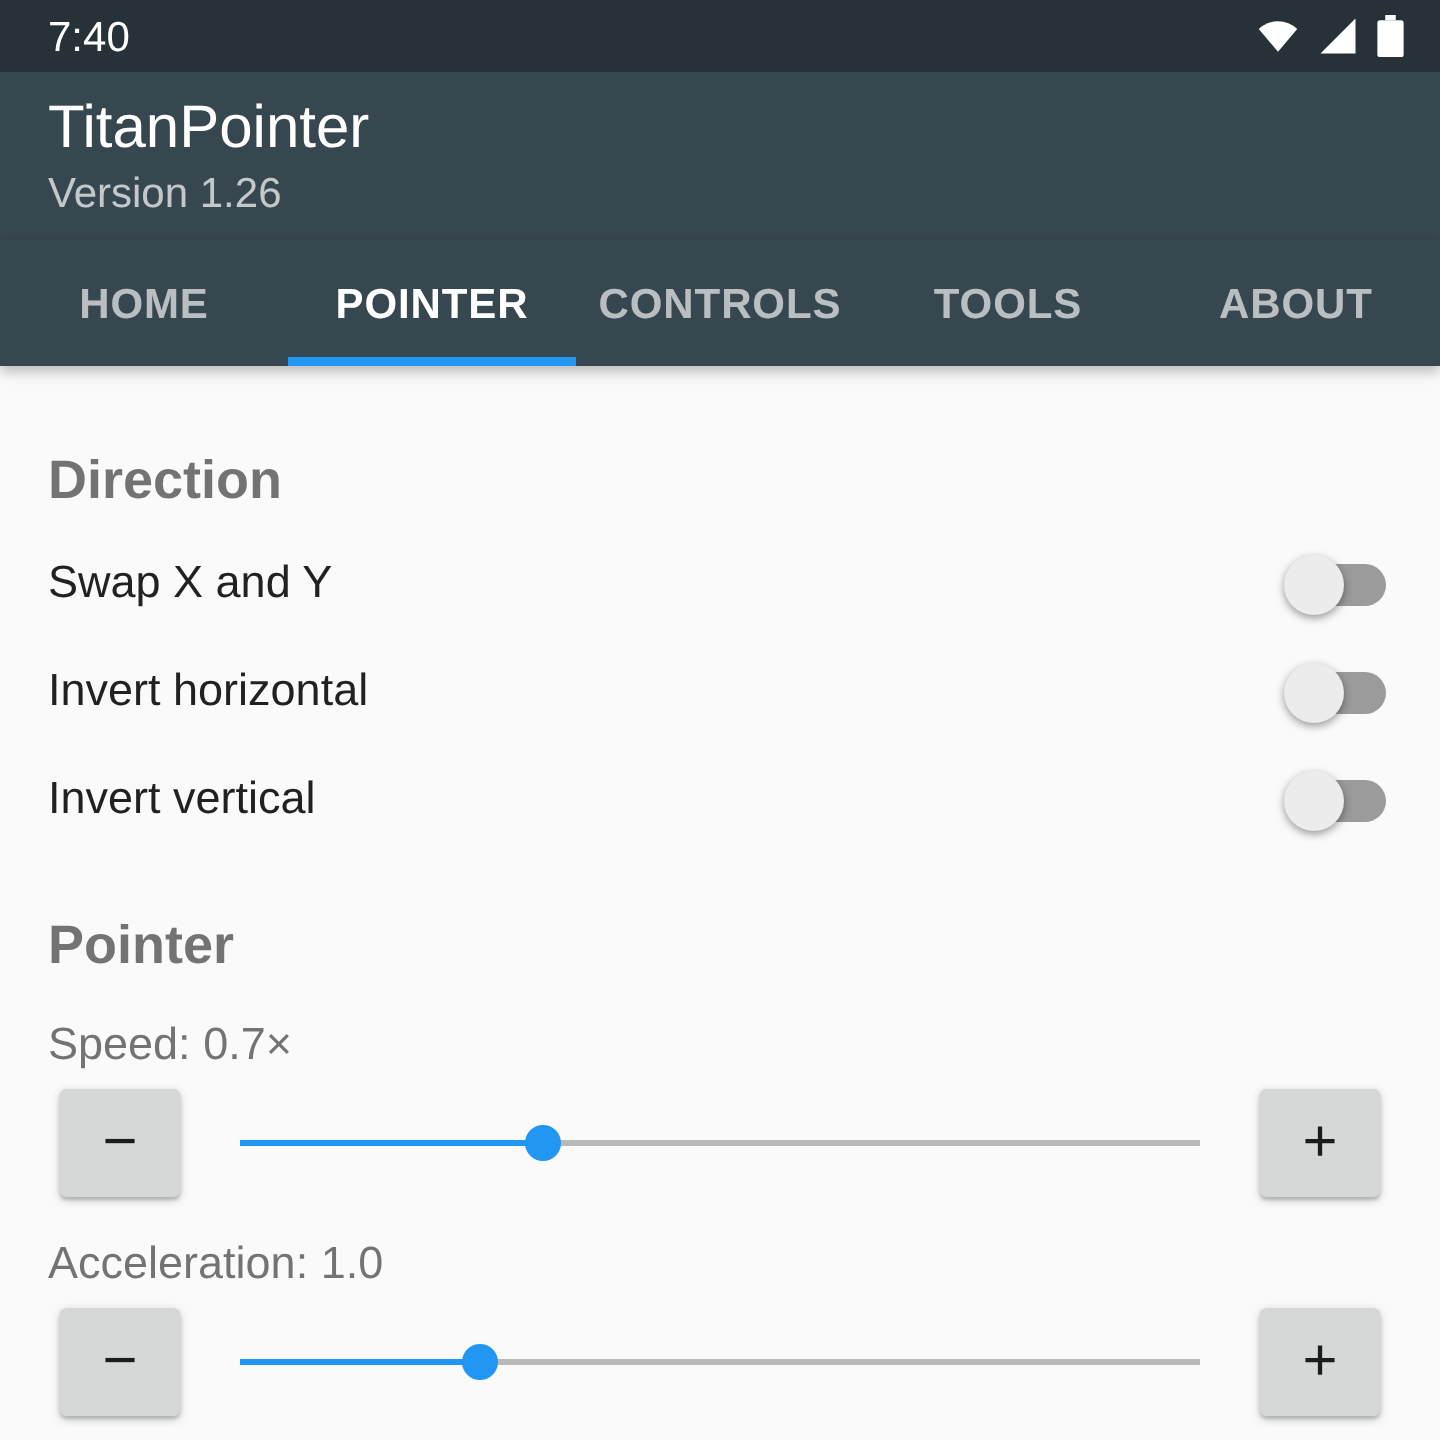 7:40
TitanPointer
Version 1.26
HOME POINTER CONTROLS TOOLS ABOUT
Direction
Swap X and Y
Invert horizontal
Invert vertical
Pointer
Speed: 0.7×
− +
Acceleration: 1.0
− +